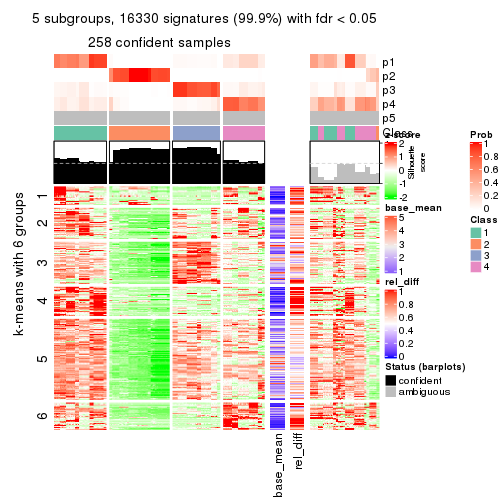 5 subgroups, 16330 signatures (99.9%) with fdr < 0.05
258 confident samples
p1
p2
p3
p4
p5
Class
z-score
2
1
0
-1
-2
Silhouette
score
base_mean
5
4
3
2
1
rel_diff
1
0.8
0.6
0.4
0.2
0
Status (barplots)
confident
ambiguous
Prob
1
0.8
0.6
0.4
0.2
0
Class
1
2
3
4
k-means with 6 groups
1
2
3
4
5
6
base_mean
rel_diff